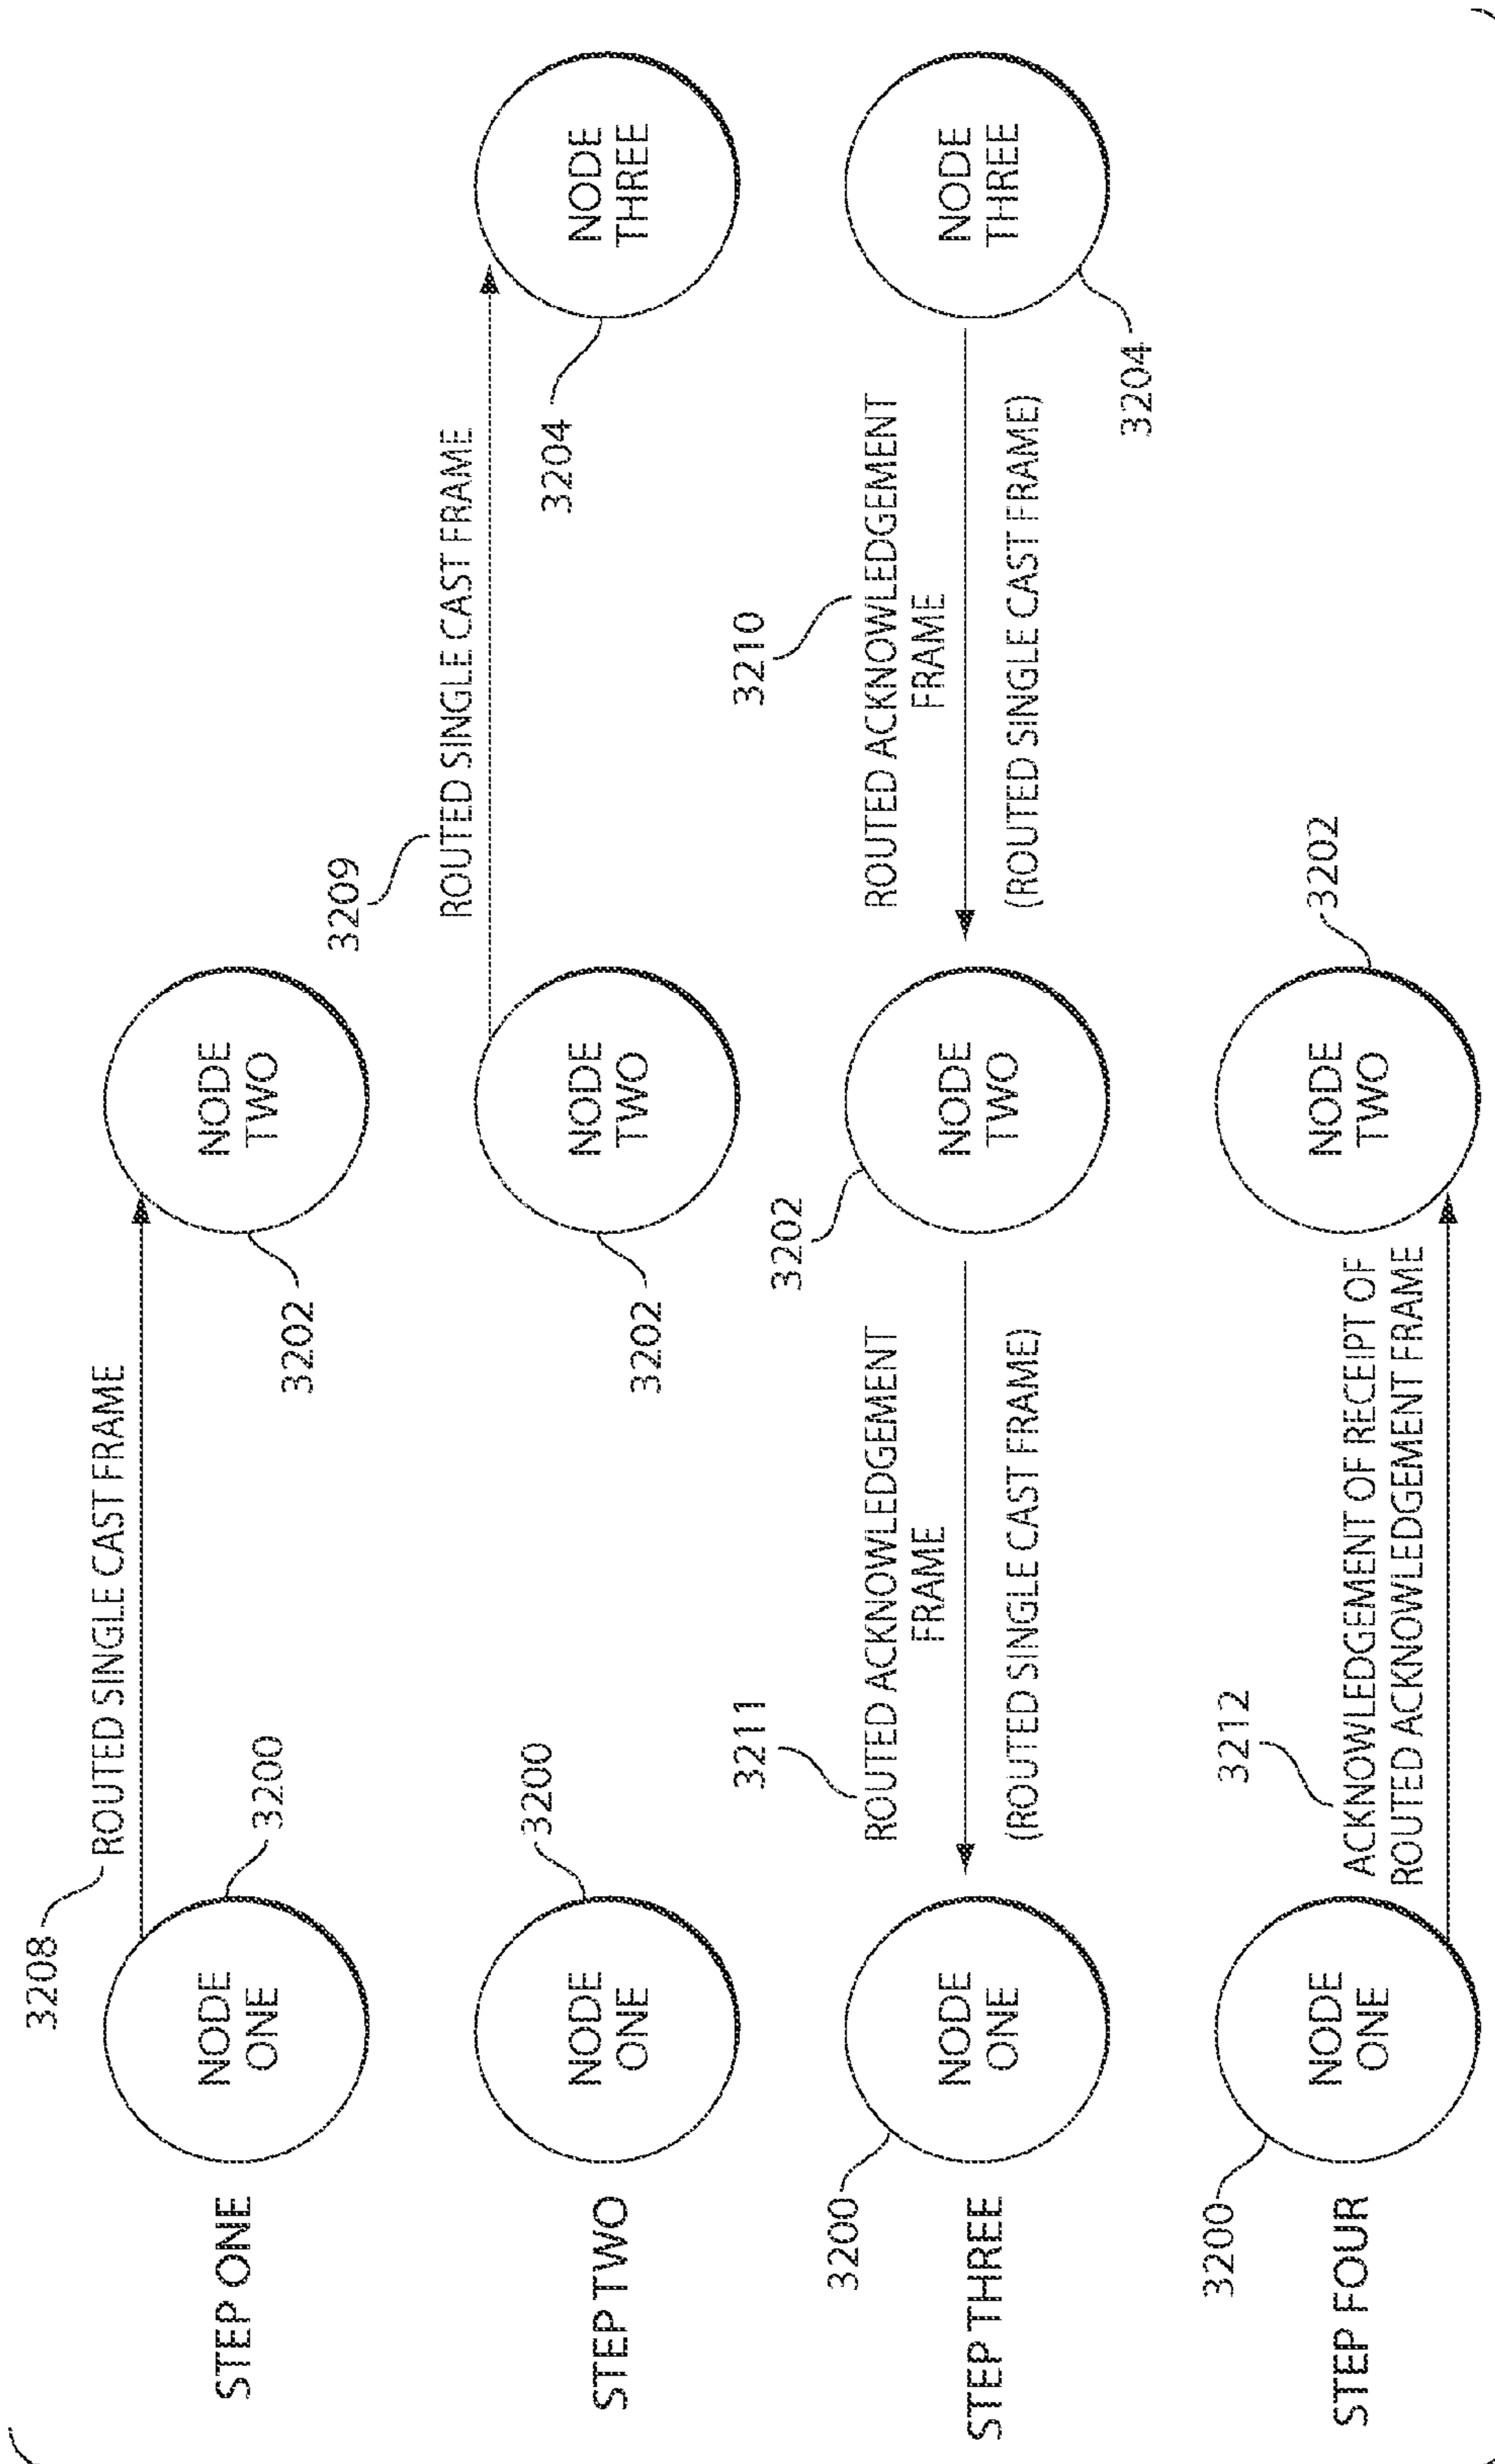 3208
ROUTED SINGLE CAST FRAME
STEP ONE
NODE
ONE
3200
NODE
TWO
3202
3209
ROUTED SINGLE CAST FRAME
STEP TWO
NODE
ONE
3200
NODE
TWO
3202
NODE
THREE
3204
STEP THREE
3200
NODE
ONE
3211
ROUTED ACKNOWLEDGEMENT
FRAME
(ROUTED SINGLE CAST FRAME)
3202
NODE
TWO
3210
ROUTED ACKNOWLEDGEMENT
FRAME
(ROUTED SINGLE CAST FRAME)
NODE
THREE
3204
STEP FOUR
3200
NODE
ONE
3212
ACKNOWLEDGEMENT OF RECEIPT OF
ROUTED ACKNOWLEDGEMENT FRAME
NODE
TWO
3202